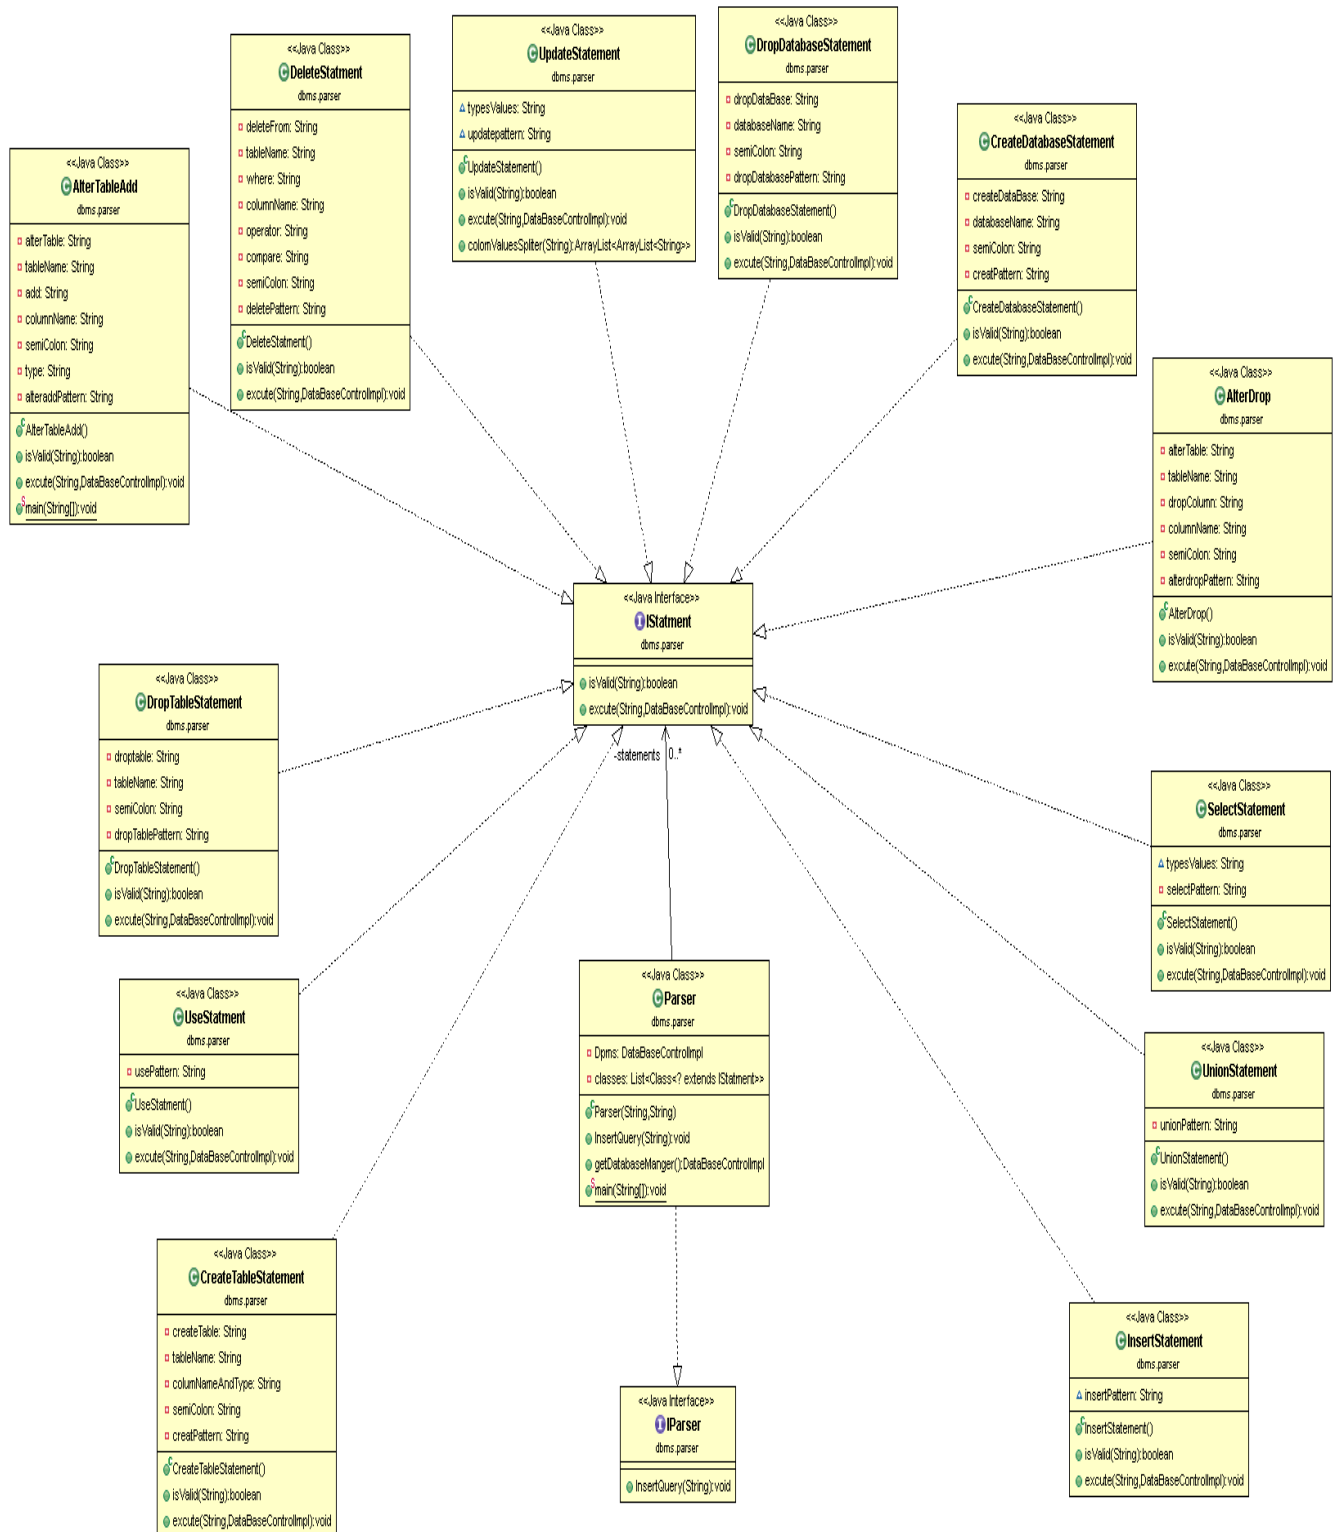 <<Java Class>>
DropDatabaseStatement
dbms.parser
dropDataBase: String
databaseName: String
semiColon: String
dropDatabasePattern: String
DropDatabaseStatement()
isValid(String):boolean
excute(String,DataBaseControlImpl):void
<<Java Class>>
UpdateStatement
dbms.parser
typesValues: String
updatepattern: String
UpdateStatement()
isValid(String):boolean
excute(String,DataBaseControlImpl):void
colomValuesSpliter(String):ArrayList<ArrayList<String>>
<<Java Class>>
DeleteStatment
dbms.parser
deleteFrom: String
tableName: String
where: String
columnName: String
operator: String
compare: String
semiColon: String
deletePattern: String
DeleteStatment()
isValid(String):boolean
excute(String,DataBaseControlImpl):void
<<Java Class>>
CreateDatabaseStatement
dbms.parser
createDataBase: String
databaseName: String
semiColon: String
creatPattern: String
CreateDatabaseStatement()
isValid(String):boolean
excute(String,DataBaseControlImpl):void
<<Java Class>>
AlterTableAdd
dbms.parser
alterTable: String
tableName: String
add: String
columnName: String
semiColon: String
type: String
alteraddPattern: String
AlterTableAdd()
isValid(String):boolean
excute(String,DataBaseControlImpl):void
main(String[]):void
<<Java Class>>
AlterDrop
dbms.parser
alterTable: String
tableName: String
dropColumn: String
columnName: String
semiColon: String
alterdropPattern: String
AlterDrop()
isValid(String):boolean
excute(String,DataBaseControlImpl):void
<<Java Interface>>
IStatment
dbms.parser
isValid(String):boolean
excute(String,DataBaseControlImpl):void
-statements 0..*
<<Java Class>>
DropTableStatement
dbms.parser
droptable: String
tableName: String
semiColon: String
dropTablePattern: String
DropTableStatement()
isValid(String):boolean
excute(String,DataBaseControlImpl):void
<<Java Class>>
SelectStatement
dbms.parser
typesValues: String
selectPattern: String
SelectStatement()
isValid(String):boolean
excute(String,DataBaseControlImpl):void
<<Java Class>>
Parser
dbms.parser
Dpms: DataBaseControlImpl
classes: List<Class<? extends IStatment>>
Parser(String,String)
InsertQuery(String):void
getDatabaseManger():DataBaseControlImpl
main(String[]):void
<<Java Class>>
UseStatment
dbms.parser
usePattern: String
UseStatment()
isValid(String):boolean
excute(String,DataBaseControlImpl):void
<<Java Class>>
UnionStatement
dbms.parser
unionPattern: String
UnionStatement()
isValid(String):boolean
excute(String,DataBaseControlImpl):void
<<Java Class>>
CreateTableStatement
dbms.parser
createTable: String
tableName: String
columNameAndType: String
semiColon: String
creatPattern: String
CreateTableStatement()
isValid(String):boolean
excute(String,DataBaseControlImpl):void
<<Java Class>>
InsertStatement
dbms.parser
insertPattern: String
InsertStatement()
isValid(String):boolean
excute(String,DataBaseControlImpl):void
<<Java Interface>>
IParser
dbms.parser
InsertQuery(String):void